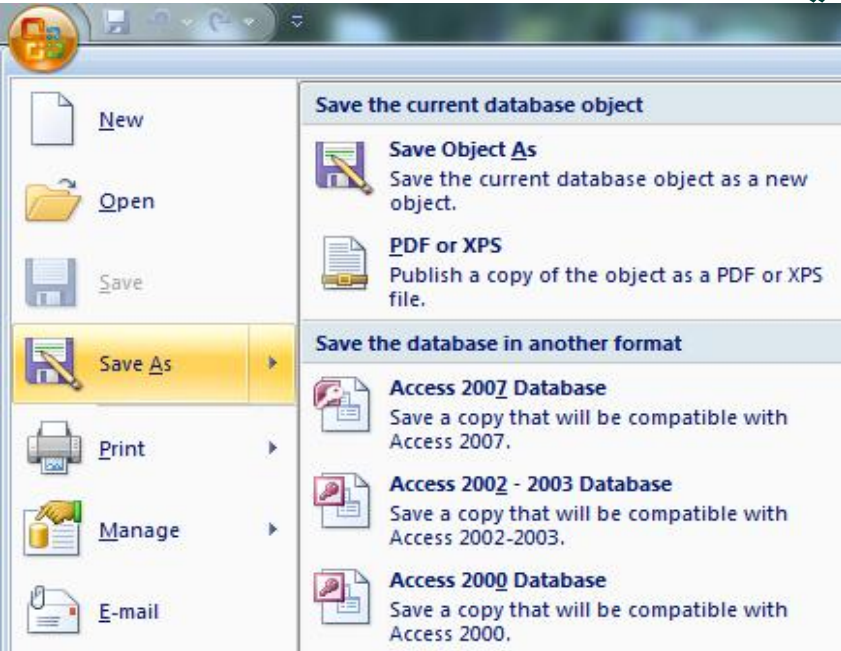 New
Open
Save
Save As
Print
Manage
E-mail
Save the current database object
Save Object As
Save the current database object as a new
object.
PDF or XPS
Publish a copy of the object as a PDF or XPS
file.
Save the database in another format
Access 2007 Database
Save a copy that will be compatible with
Access 2007.
Access 2002 - 2003 Database
Save a copy that will be compatible with
Access 2002-2003.
Access 2000 Database
Save a copy that will be compatible with
Access 2000.